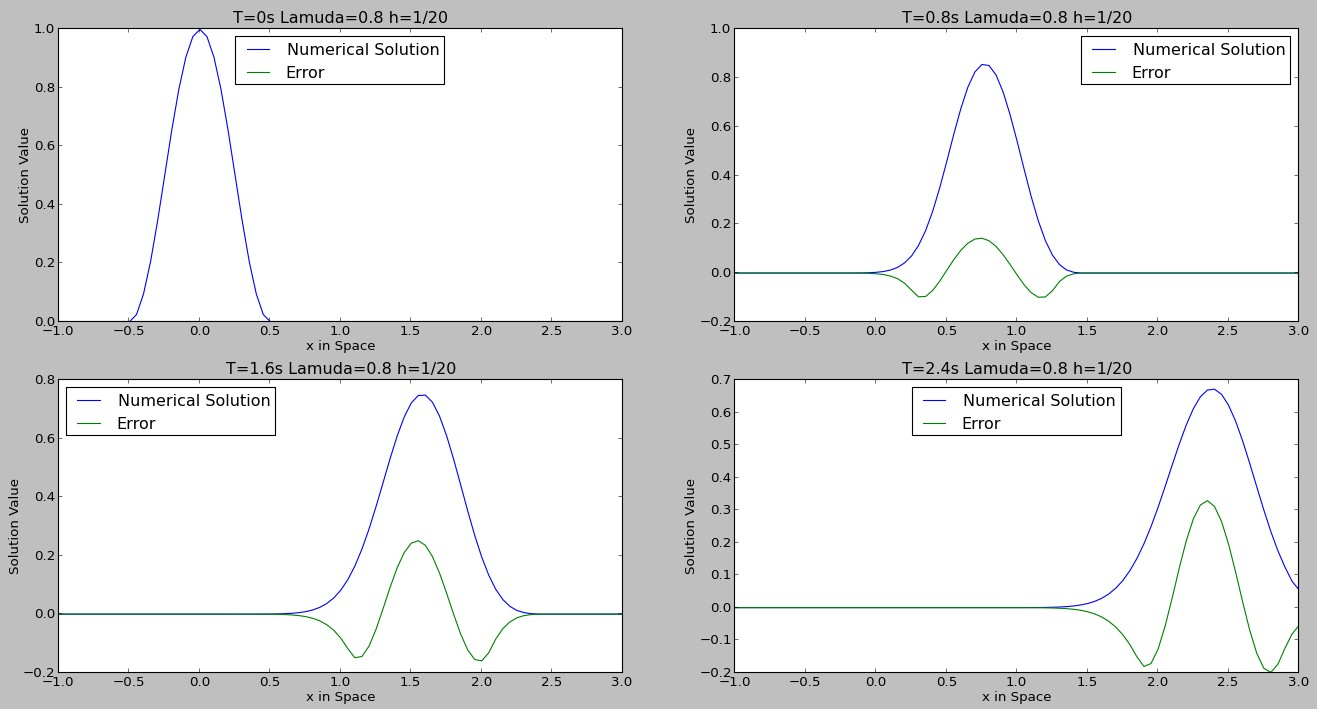 T=0s Lamuda=0.8 h=1/20
Numerical Solution
Error
1.0
0.8
0.6
0.4
0.2
0.0
Solution Value
−1.0 −0.5 0.0 0.5 1.0 1.5 2.0 2.5 3.0
x in Space
T=0.8s Lamuda=0.8 h=1/20
Numerical Solution
Error
1.0
0.8
0.6
0.4
0.2
0.0
−0.2
Solution Value
−1.0 −0.5 0.0 0.5 1.0 1.5 2.0 2.5 3.0
x in Space
T=1.6s Lamuda=0.8 h=1/20
Numerical Solution
Error
0.8
0.6
0.4
0.2
0.0
−0.2
Solution Value
−1.0 −0.5 0.0 0.5 1.0 1.5 2.0 2.5 3.0
x in Space
T=2.4s Lamuda=0.8 h=1/20
Numerical Solution
Error
0.7
0.6
0.5
0.4
0.3
0.2
0.1
0.0
−0.1
−0.2
Solution Value
−1.0 −0.5 0.0 0.5 1.0 1.5 2.0 2.5 3.0
x in Space